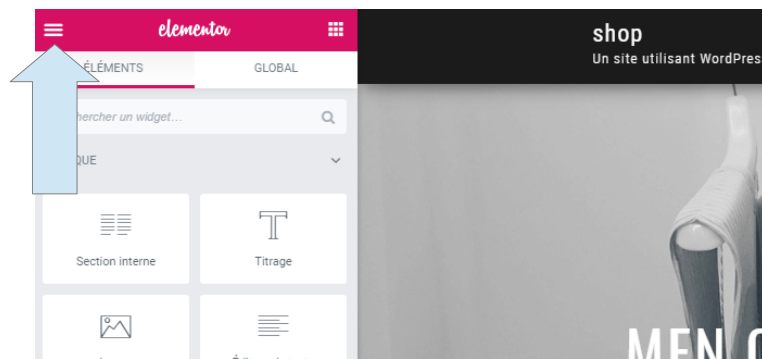 elementor
ÉLÉMENTS
GLOBAL
hercher un widget...
QUE
Section interne
Titrage
shop
Un site utilisant WordPres
MEN